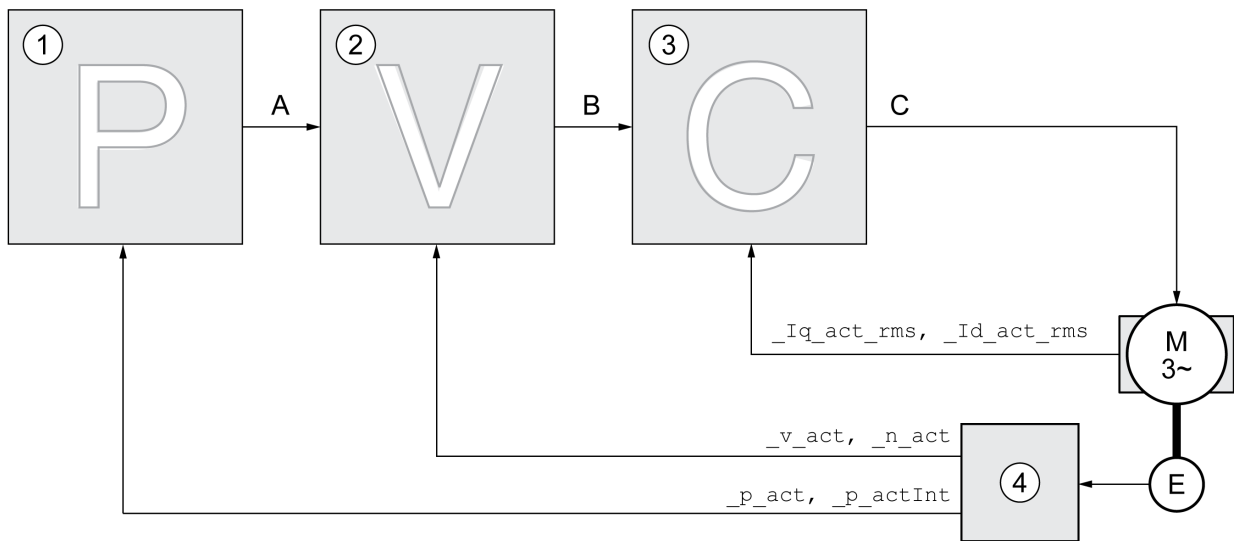 1
2
3
P
V
C
A
B
C
_Iq_act_rms, _Id_act_rms
M
3~
_v_act, _n_act
_p_act, _p_actInt
4
E